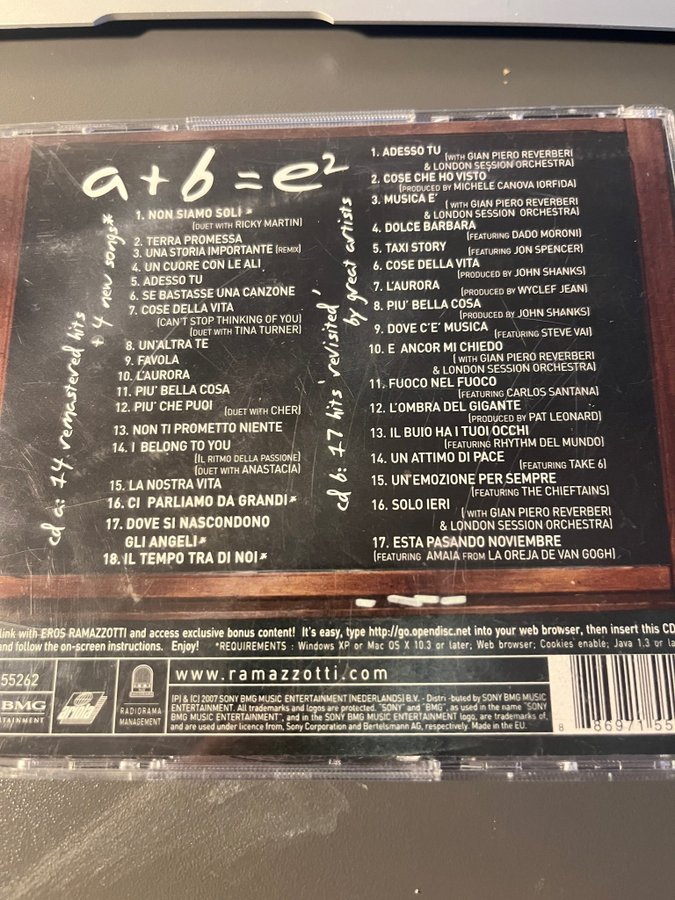 a + b = e²
cd a: 14 remastered hits
+ 4 new songs*
1. NON SIAMO SOLI *
(DUET WITH RICKY MARTIN)
2. TERRA PROMESSA
3. UNA STORIA IMPORTANTE (REMIX)
4. UN CUORE CON LE ALI
5. ADESSO TU
6. SE BASTASSE UNA CANZONE
7. COSE DELLA VITA
(CAN'T STOP THINKING OF YOU)
(DUET WITH TINA TURNER)
8. UN'ALTRA TE
9. FAVOLA
10. L'AURORA
11. PIU' BELLA COSA
12. PIU' CHE PUOI (DUET WITH CHER)
13. NON TI PROMETTO NIENTE
14. I BELONG TO YOU
(IL RITMO DELLA PASSIONE)
(DUET WITH ANASTACIA)
15. LA NOSTRA VITA
16. CI PARLIAMO DA GRANDI *
17. DOVE SI NASCONDONO
GLI ANGELI *
18. IL TEMPO TRA DI NOI *
cd b: 17 hits 'revisited'
by great artists
1. ADESSO TU (WITH GIAN PIERO REVERBERI
& LONDON SESSION ORCHESTRA)
2. COSE CHE HO VISTO
(PRODUCED BY MICHELE CANOVA IORFIDA)
3. MUSICA E' (WITH GIAN PIERO REVERBERI
& LONDON SESSION ORCHESTRA)
4. DOLCE BARBARA
(FEATURING DADO MORONI)
5. TAXI STORY (FEATURING JON SPENCER)
6. COSE DELLA VITA
(PRODUCED BY JOHN SHANKS)
7. L'AURORA (PRODUCED BY WYCLEF JEAN)
8. PIU' BELLA COSA
(PRODUCED BY JOHN SHANKS)
9. DOVE C'E' MUSICA
(FEATURING STEVE VAI)
10. E ANCOR MI CHIEDO
(WITH GIAN PIERO REVERBERI
& LONDON SESSION ORCHESTRA)
11. FUOCO NEL FUOCO
(FEATURING CARLOS SANTANA)
12. L'OMBRA DEL GIGANTE
(PRODUCED BY PAT LEONARD)
13. IL BUIO HA I TUOI OCCHI
(FEATURING RHYTHM DEL MUNDO)
14. UN ATTIMO DI PACE
(FEATURING TAKE 6)
15. UN'EMOZIONE PER SEMPRE
(FEATURING THE CHIEFTAINS)
16. SOLO IERI
(WITH GIAN PIERO REVERBERI
& LONDON SESSION ORCHESTRA)
17. ESTA PASANDO NOVIEMBRE
(FEATURING AMAIA FROM LA OREJA DE VAN GOGH)
link with EROS RAMAZZOTTI and access exclusive bonus content! It's easy, type http://go.opendisc.net into your web browser, then insert this CD
and follow the on-screen instructions. Enjoy! *REQUIREMENTS : Windows XP or Mac OS X 10.3 or later; Web browser; Cookies enable; Java 1.3 or
55262
BMG
RADIORAMA
MANAGEMENT
www.ramazzotti.com
(P) & (C) 2007 SONY BMG MUSIC ENTERTAINMENT (NEDERLANDS) B.V. - Distri -buted by SONY BMG MUSIC
ENTERTAINMENT. All trademarks and logos are protected. "SONY" and "BMG", as used in the name "SONY
BMG MUSIC ENTERTAINMENT", and in the SONY BMG MUSIC ENTERTAINMENT logo, are trademarks of,
and are used under licence from, Sony Corporation and Bertelsmann AG, respectively. Made in the EU.
8 86971 55